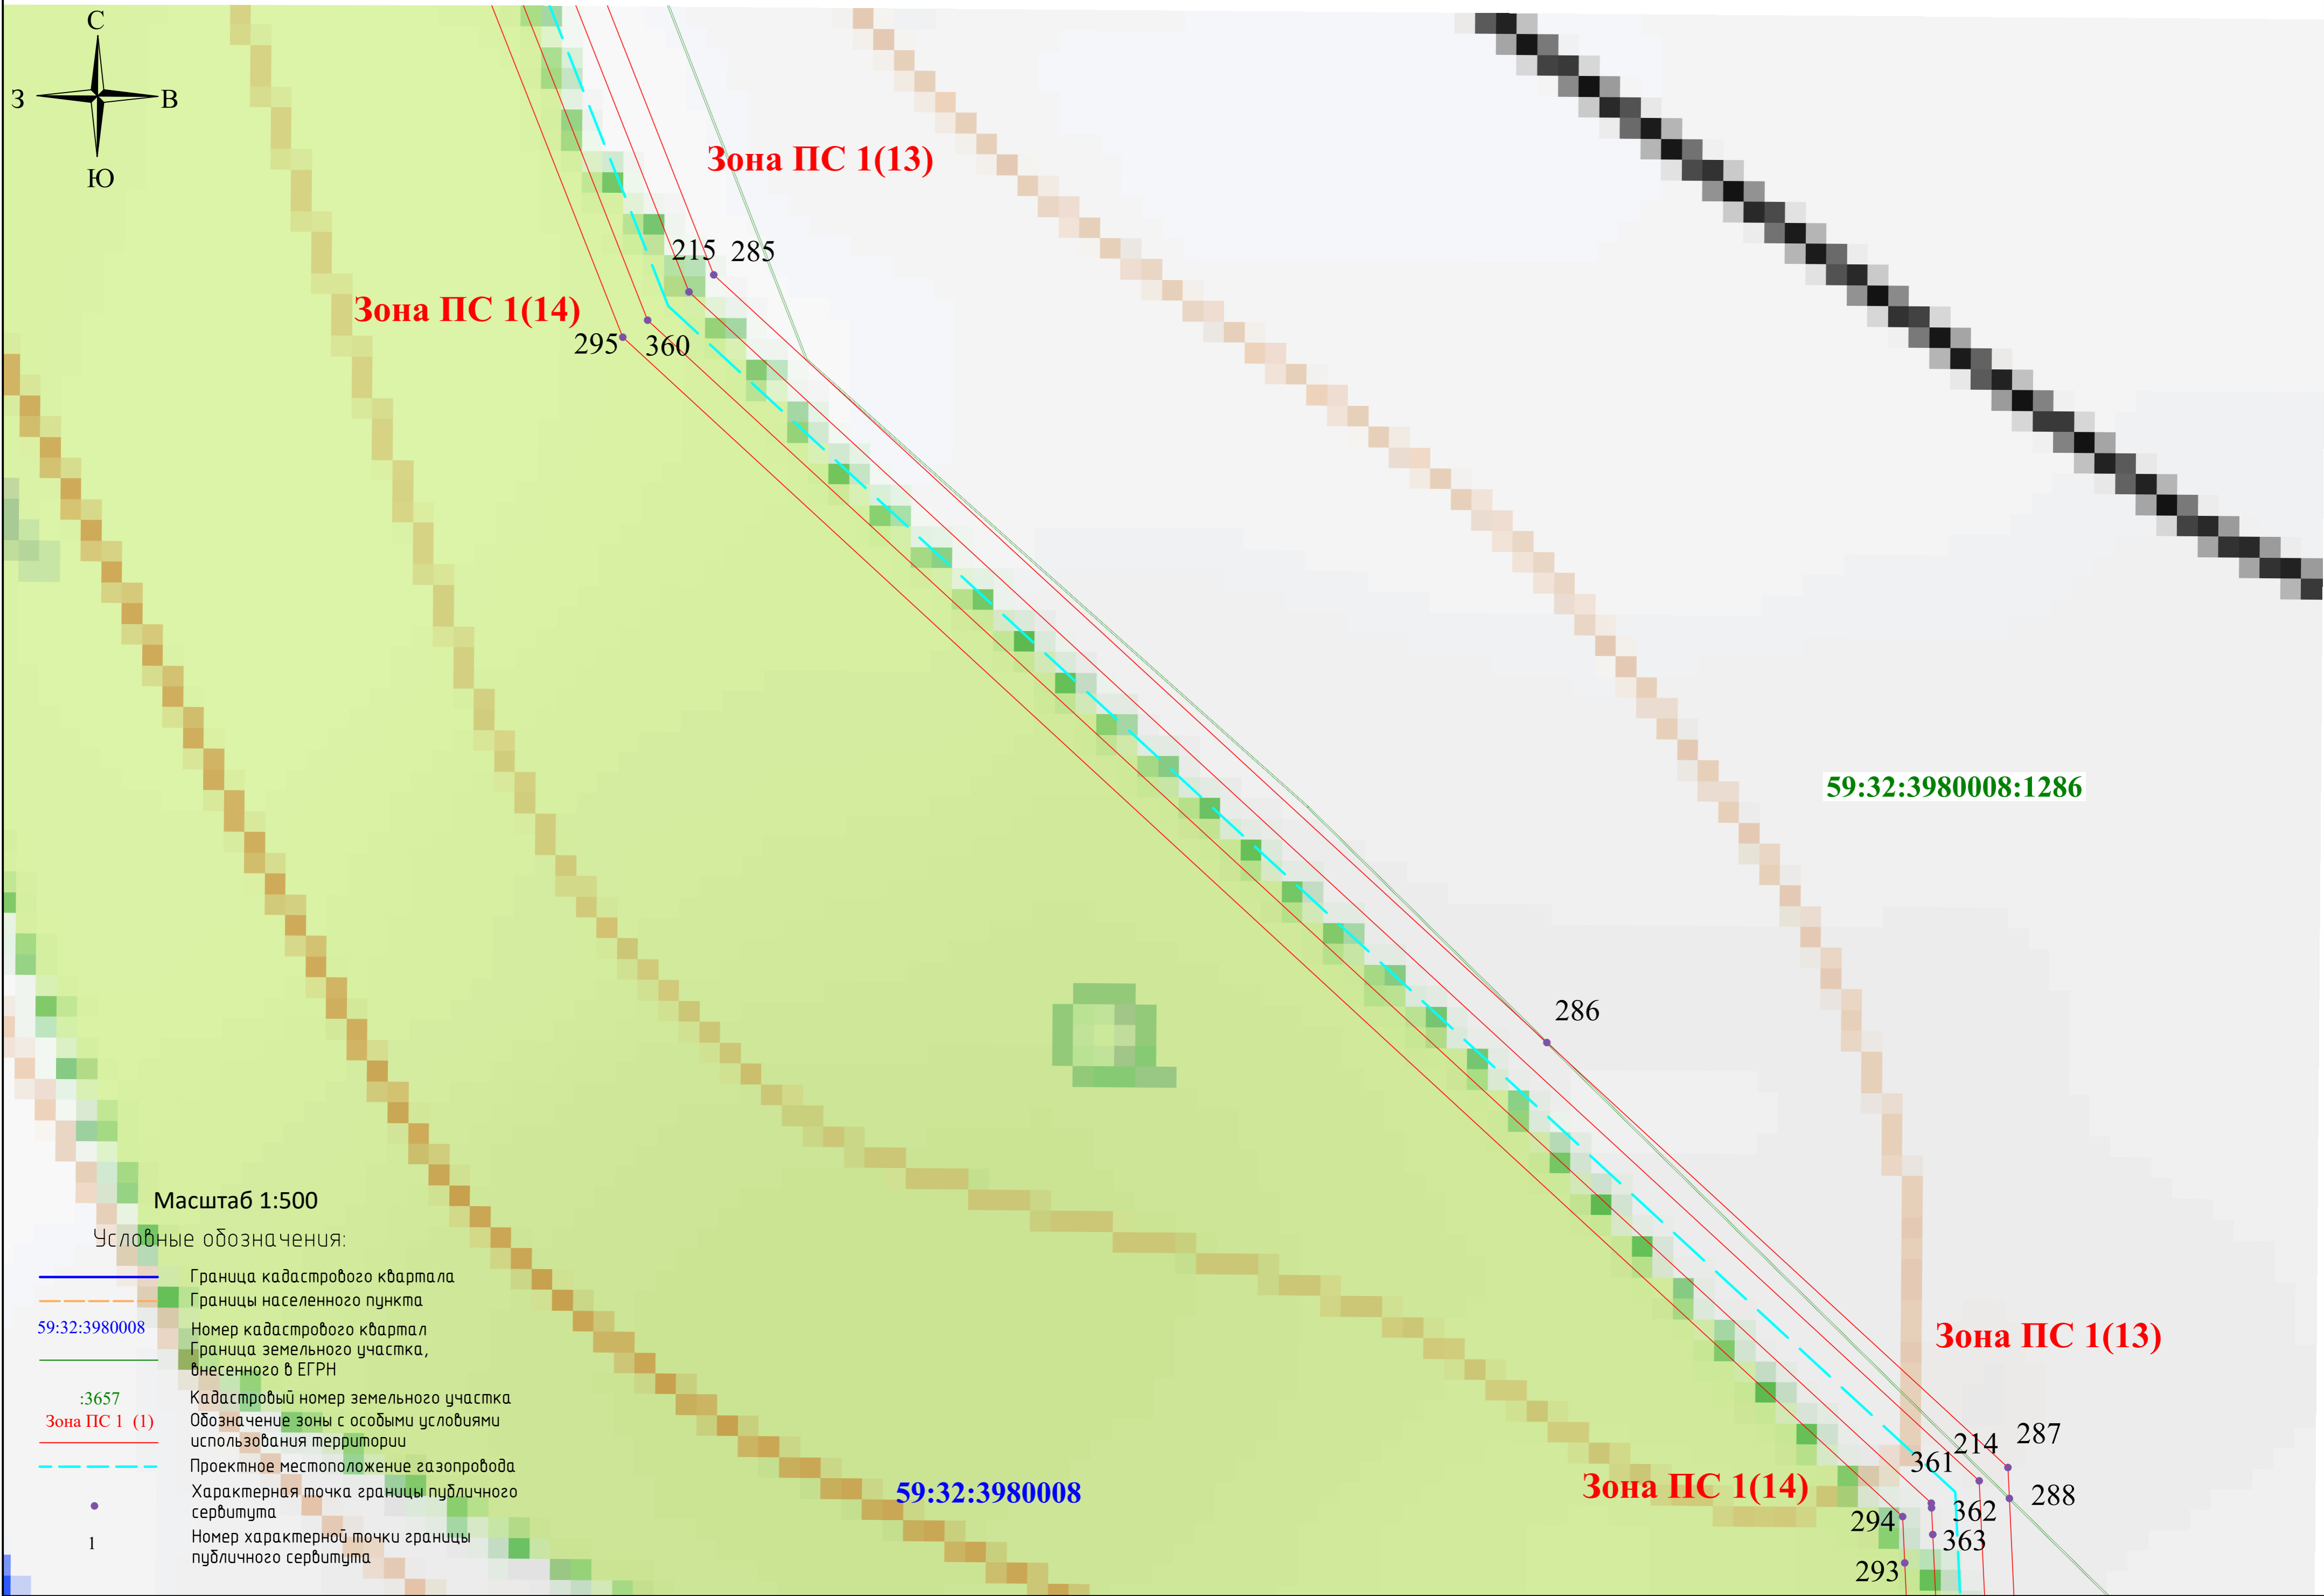 С
З
В
Ю
Зона ПС 1(13)
215
285
Зона ПС 1(14)
295
360
59:32:3980008:1286
286
Зона ПС 1(13)
287
214
361
288
Зона ПС 1(14)
362
294
363
293
59:32:3980008
Масштаб 1:500
Условные обозначения:
Граница кадастрового квартала
Границы населенного пункта
59:32:3980008 Номер кадастрового квартал
Граница земельного участка,
внесенного в ЕГРН
:3657 Кадастровый номер земельного участка
Зона ПС 1 (1) Обозначение зоны с особыми условиями
использования территории
Проектное местоположение газопровода
Характерная точка границы публичного
сервитута
1 Номер характерной точки границы
публичного сервитута